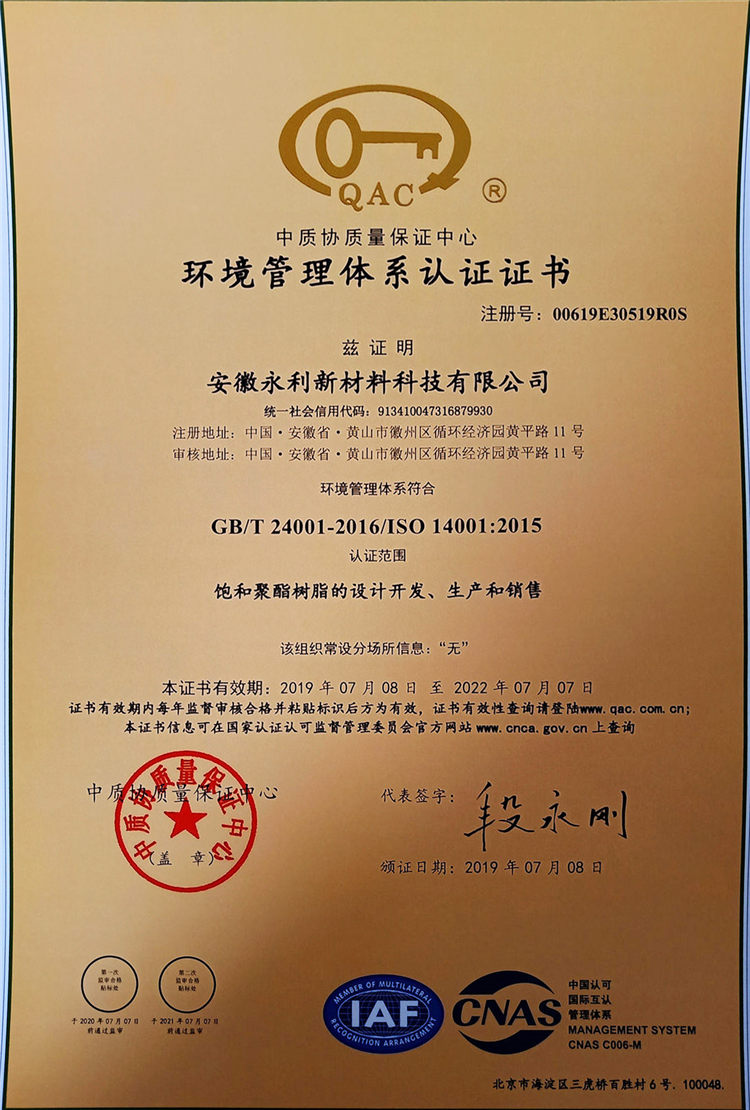 QAC ®
中质协质量保证中心
环境管理体系认证证书
注册号：00619E30519R0S
兹证明
安徽永利新材料科技有限公司
统一社会信用代码：913410047316879930
注册地址：中国·安徽省·黄山市徽州区循环经济园黄平路11号
审核地址：中国·安徽省·黄山市徽州区循环经济园黄平路11号
环境管理体系符合
GB/T 24001-2016/ISO 14001:2015
认证范围
饱和聚酯树脂的设计开发、生产和销售
该组织常设分场所信息：“无”
本证书有效期：2019年07月08日 至 2022年07月07日
证书有效期内每年监督审核合格并粘贴标识后方为有效，证书有效性查询请登陆www.qac.com.cn；
本证书信息可在国家认证认可监督管理委员会官方网站www.cnca.gov.cn上查询
中质协质量保证中心
中质协质量保证中心
（盖 章）
代表签字：段永刚
颁证日期：2019年07月08日
第一次
监审合格
贴标处
于2020年07月07日
前通过监审
第二次
监审合格
贴标处
于2021年07月07日
前通过监审
MEMBER OF MULTILATERAL
IAF
RECOGNITION ARRANGEMENT
CNAS
中国认可
国际互认
管理体系
MANAGEMENT SYSTEM
CNAS C006-M
北京市海淀区三虎桥百胜村6号. 100048.